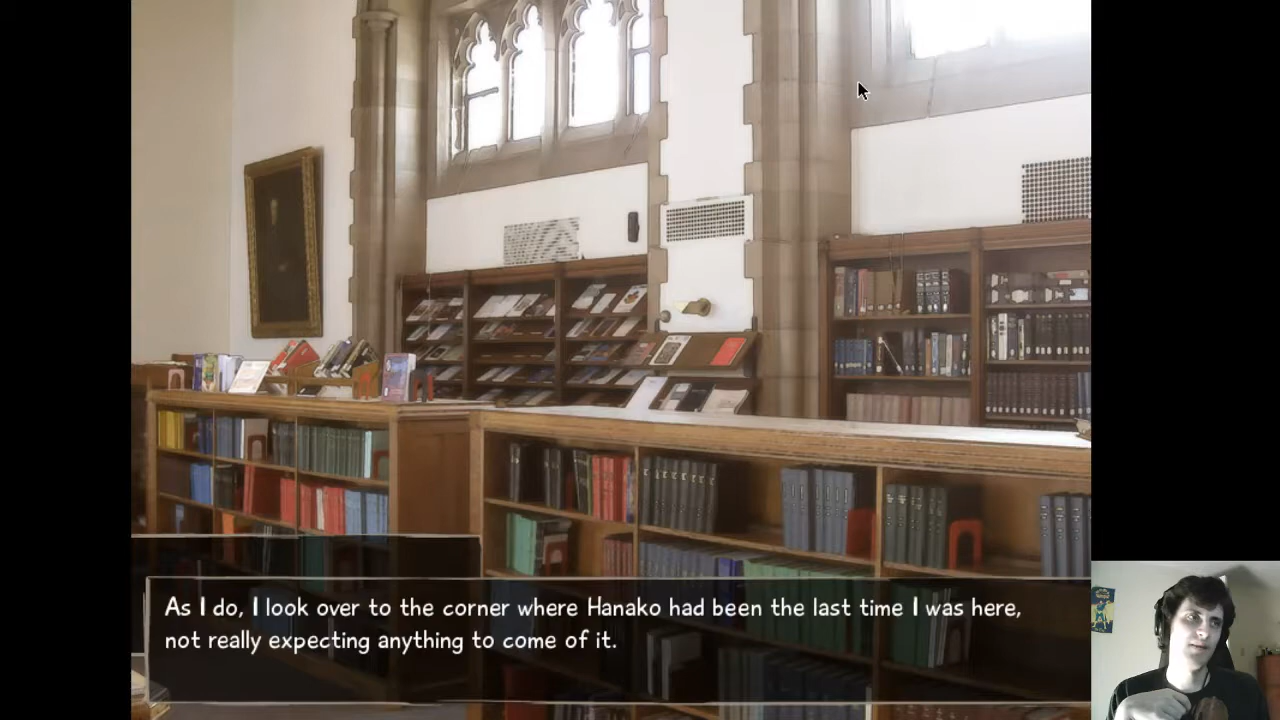 As I do, I look over to the corner where Hanako had been the last time I was here,
not really expecting anything to come of it.